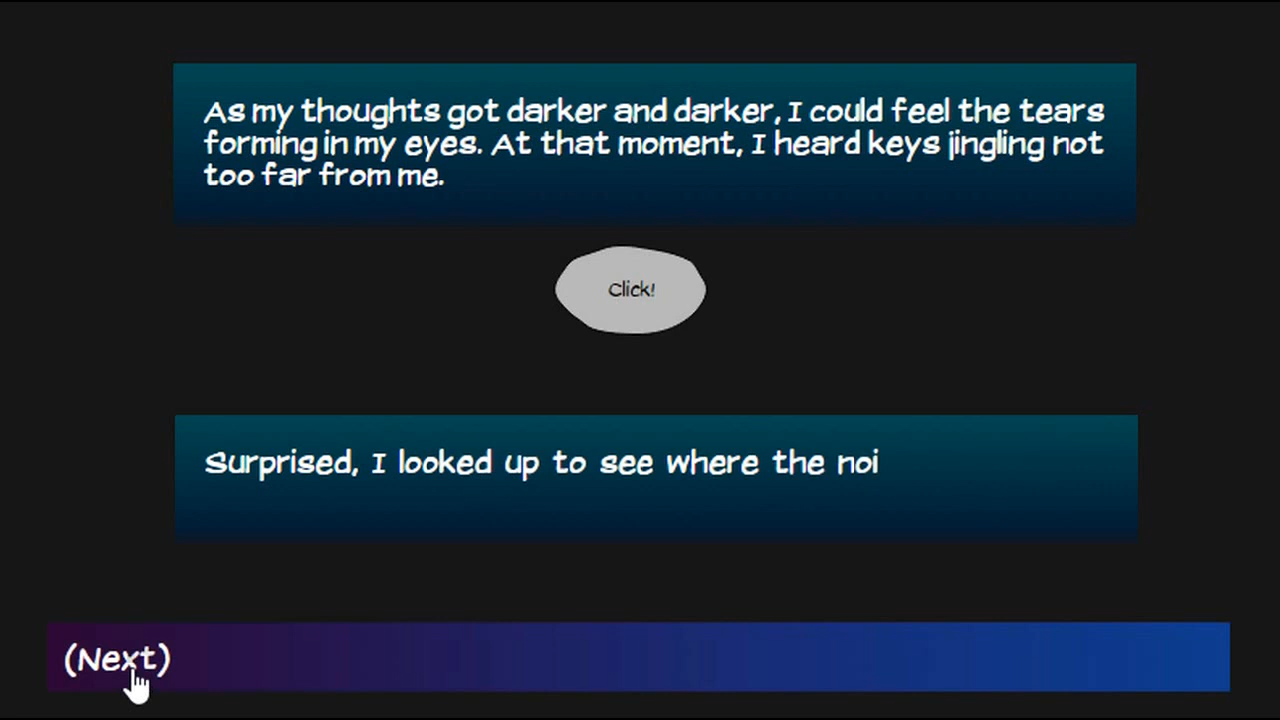 As my thoughts got darker and darker, I could feel the tears
forming in my eyes. At that moment, I heard keys jingling not
too far from me.
Click!
Surprised, I looked up to see where the noi
(Next)